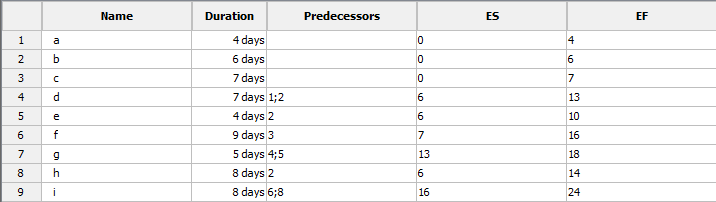 Name Duration Predecessors ES EF
1 a 4 days 0 4
2 b 6 days 0 6
3 c 7 days 0 7
4 d 7 days 1;2 6 13
5 e 4 days 2 6 10
6 f 9 days 3 7 16
7 g 5 days 4;5 13 18
8 h 8 days 2 6 14
9 i 8 days 6;8 16 24